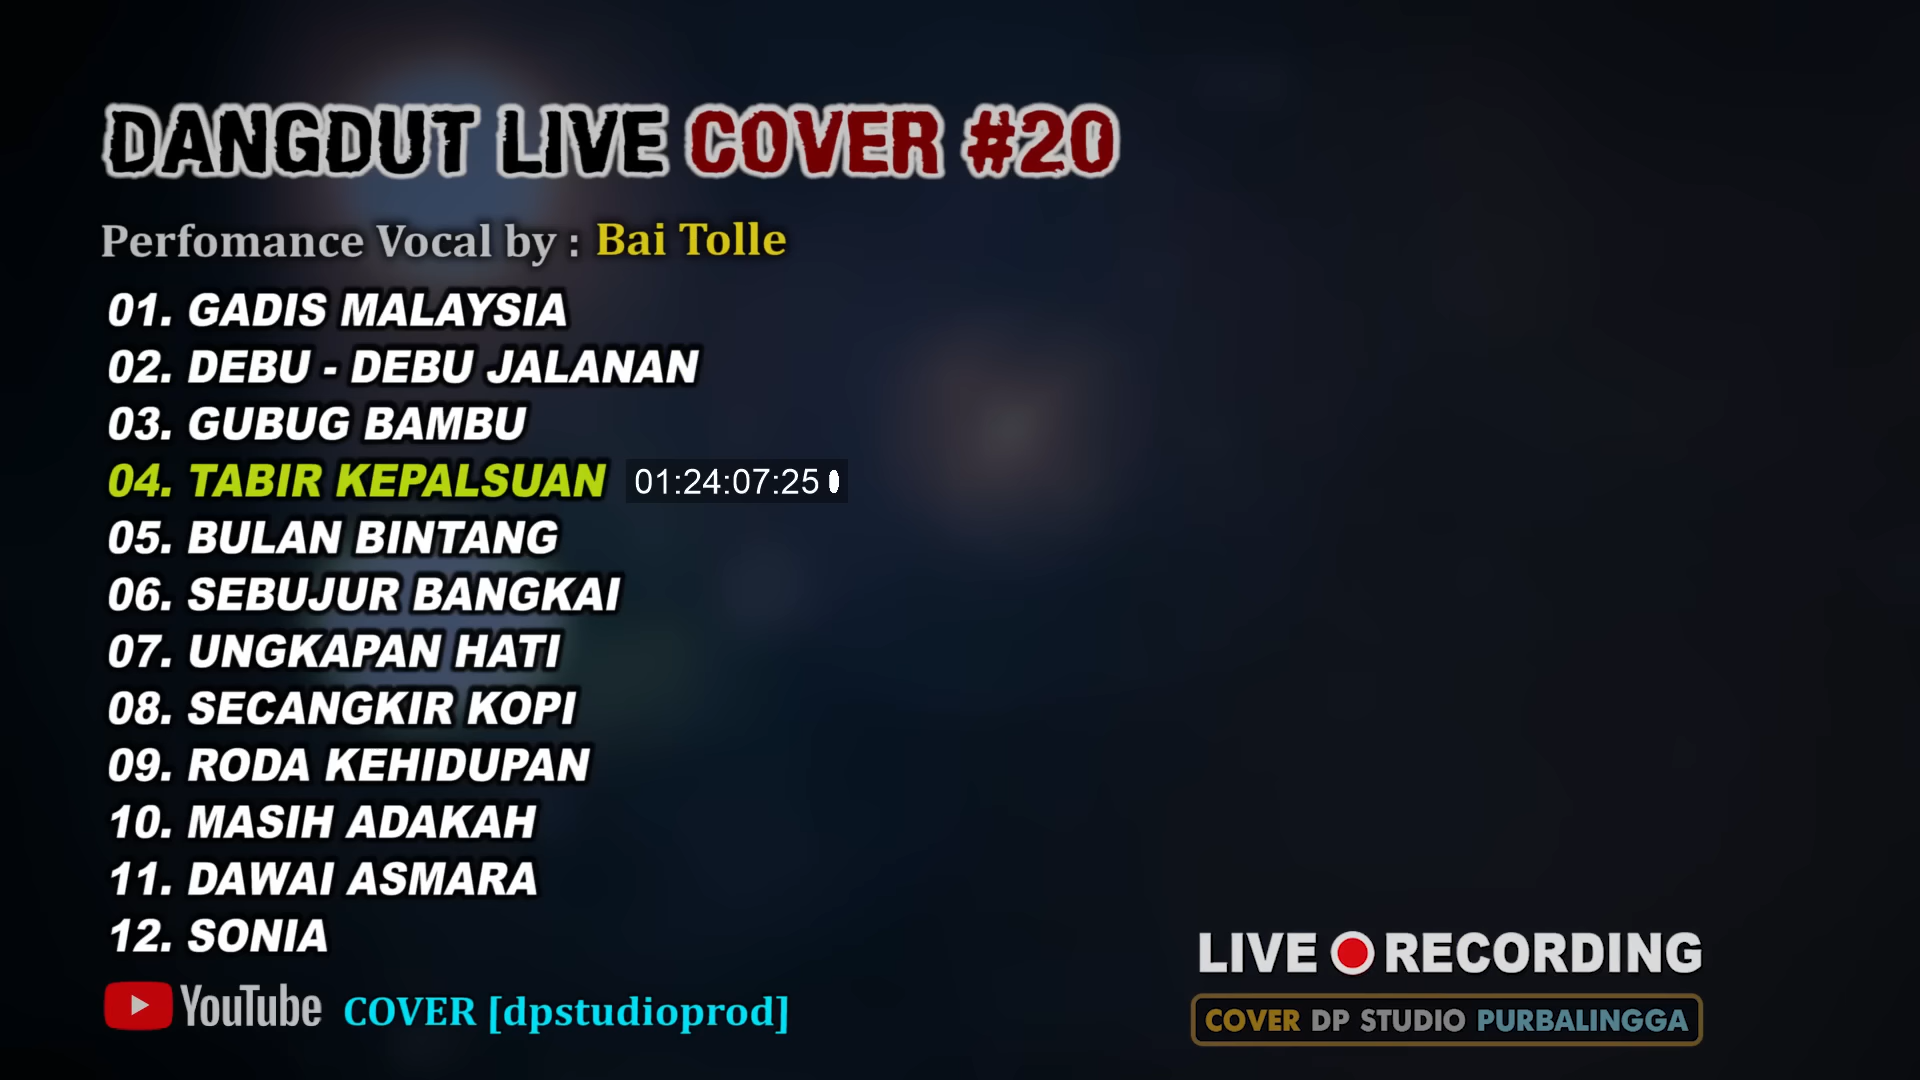 DANGDUT LIVE COVER #20
Perfomance Vocal by : Bai Tolle
01. GADIS MALAYSIA
02. DEBU - DEBU JALANAN
03. GUBUG BAMBU
04. TABIR KEPALSUAN 01:24:07:25
05. BULAN BINTANG
06. SEBUJUR BANGKAI
07. UNGKAPAN HATI
08. SECANGKIR KOPI
09. RODA KEHIDUPAN
10. MASIH ADAKAH
11. DAWAI ASMARA
12. SONIA
YouTube COVER [dpstudioprod]
LIVE RECORDING
COVER DP STUDIO PURBALINGGA